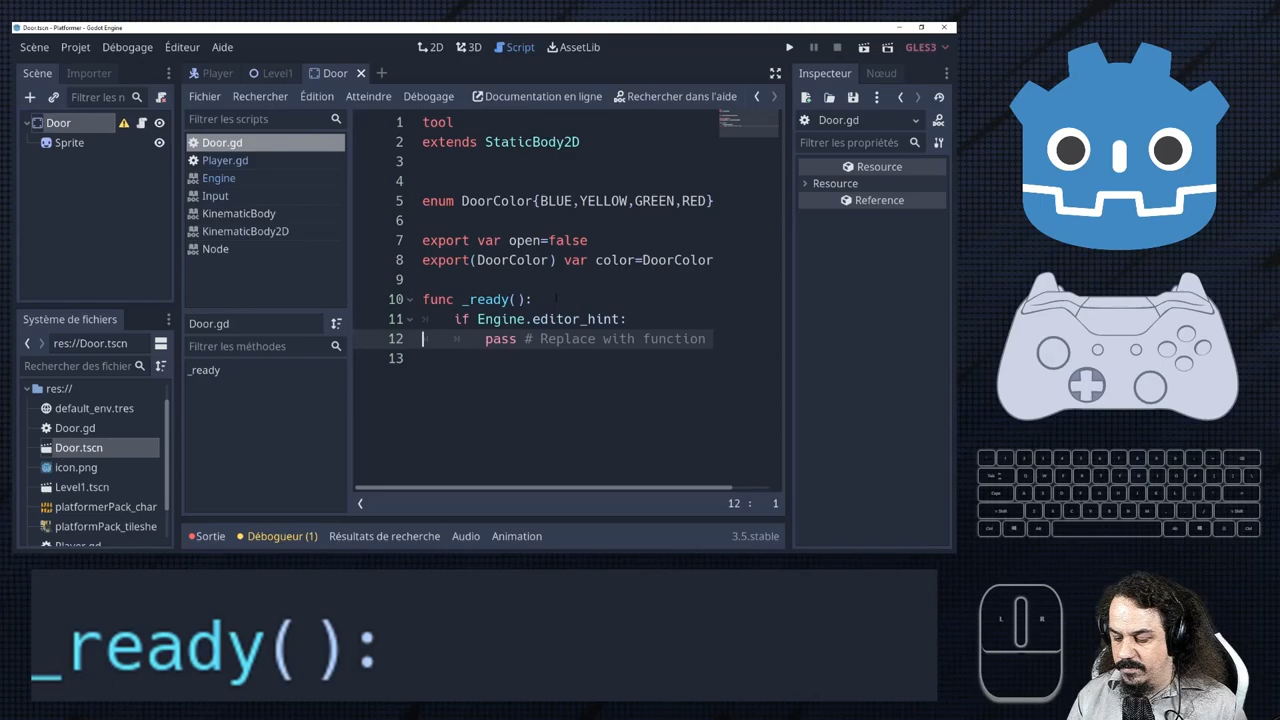 Door.tscn - Platformer - Godot Engine
Scène Projet Débogage Éditeur Aide
2D 3D Script AssetLib
GLES3
Scène Importer
Player Level1 Door
Inspecteur Nœud
Filtrer les n
Fichier Rechercher Édition Atteindre Débogage Documentation en ligne Rechercher dans l'aide
Door
Sprite
Filtrer les scripts
Door.gd
Player.gd
Engine
Input
KinematicBody
KinematicBody2D
Node
Door.gd
Filtrer les méthodes
_ready
1 tool
2 extends StaticBody2D
3
4
5 enum DoorColor{BLUE,YELLOW,GREEN,RED}
6
7 export var open=false
8 export(DoorColor) var color=DoorColor
9
10 func _ready():
11 if Engine.editor_hint:
12 pass # Replace with function
13
12 : 1
Door.gd
Filtrer les propriétés
Resource
Resource
Reference
Système de fichiers
res://Door.tscn
Rechercher des fichier
res://
default_env.tres
Door.gd
Door.tscn
icon.png
Level1.tscn
platformerPack_char
platformPack_tileshe
Player.gd
Sortie Débogueur (1) Résultats de recherche Audio Animation 3.5.stable
_ready():
L R